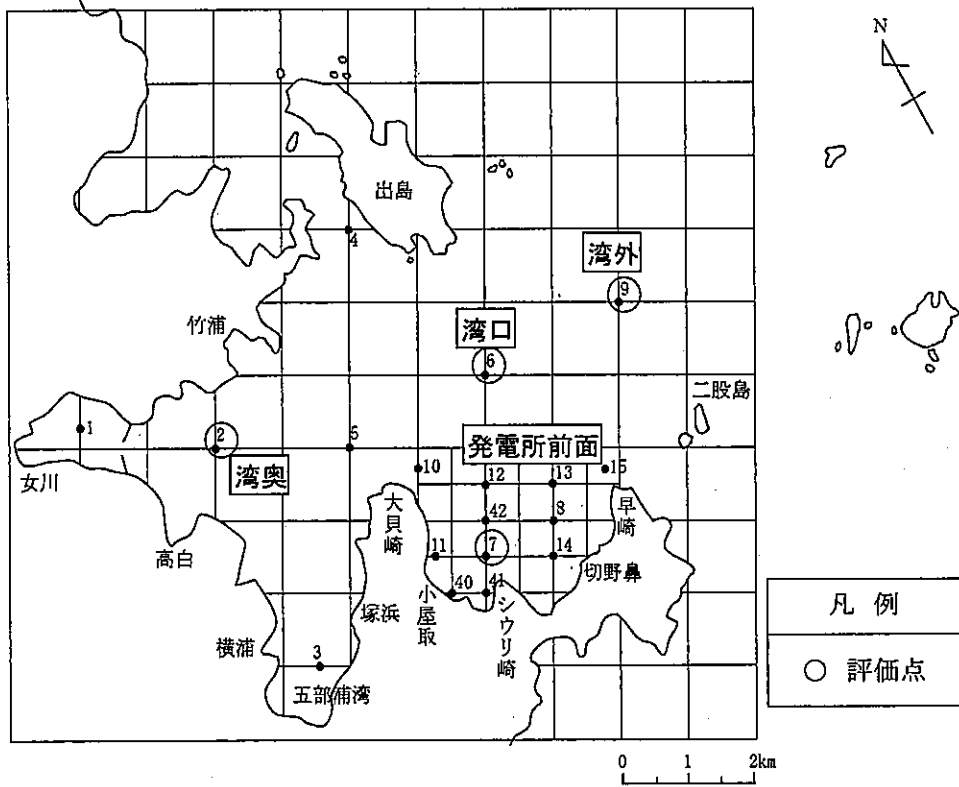 N
出島
4
湾外
9
竹浦
湾口
6
二股島
1
2
5
発電所前面
湾奥
10
12
13
15
女川
大貝崎
42
8
早崎
高白
11
7
14
切野鼻
40
41
小屋取
シウリ崎
塚浜
横浦
3
五部浦湾
凡例
○ 評価点
0 1 2km